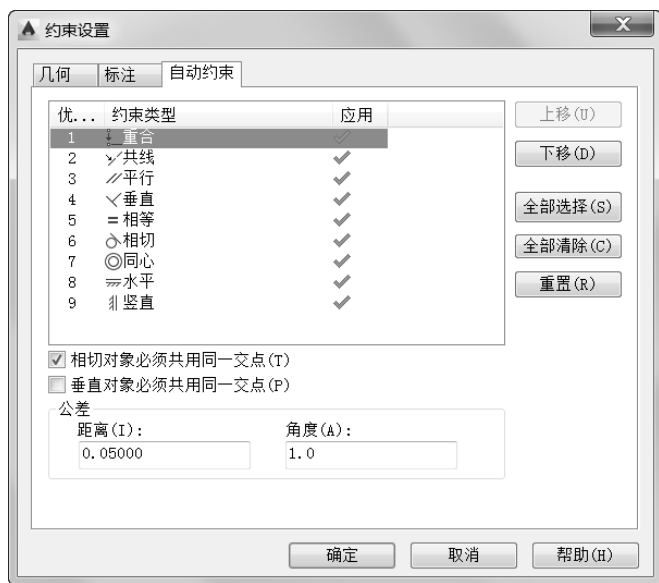 约束设置
几何 标注 自动约束
优... 约束类型 应用
1 重合
2 共线
3 平行
4 垂直
5 相等
6 相切
7 同心
8 水平
9 竖直
上移(U)
下移(D)
全部选择(S)
全部清除(C)
重置(R)
相切对象必须共用同一交点(T)
垂直对象必须共用同一交点(P)
公差
距离(I): 角度(A):
0.05000 1.0
确定 取消 帮助(H)